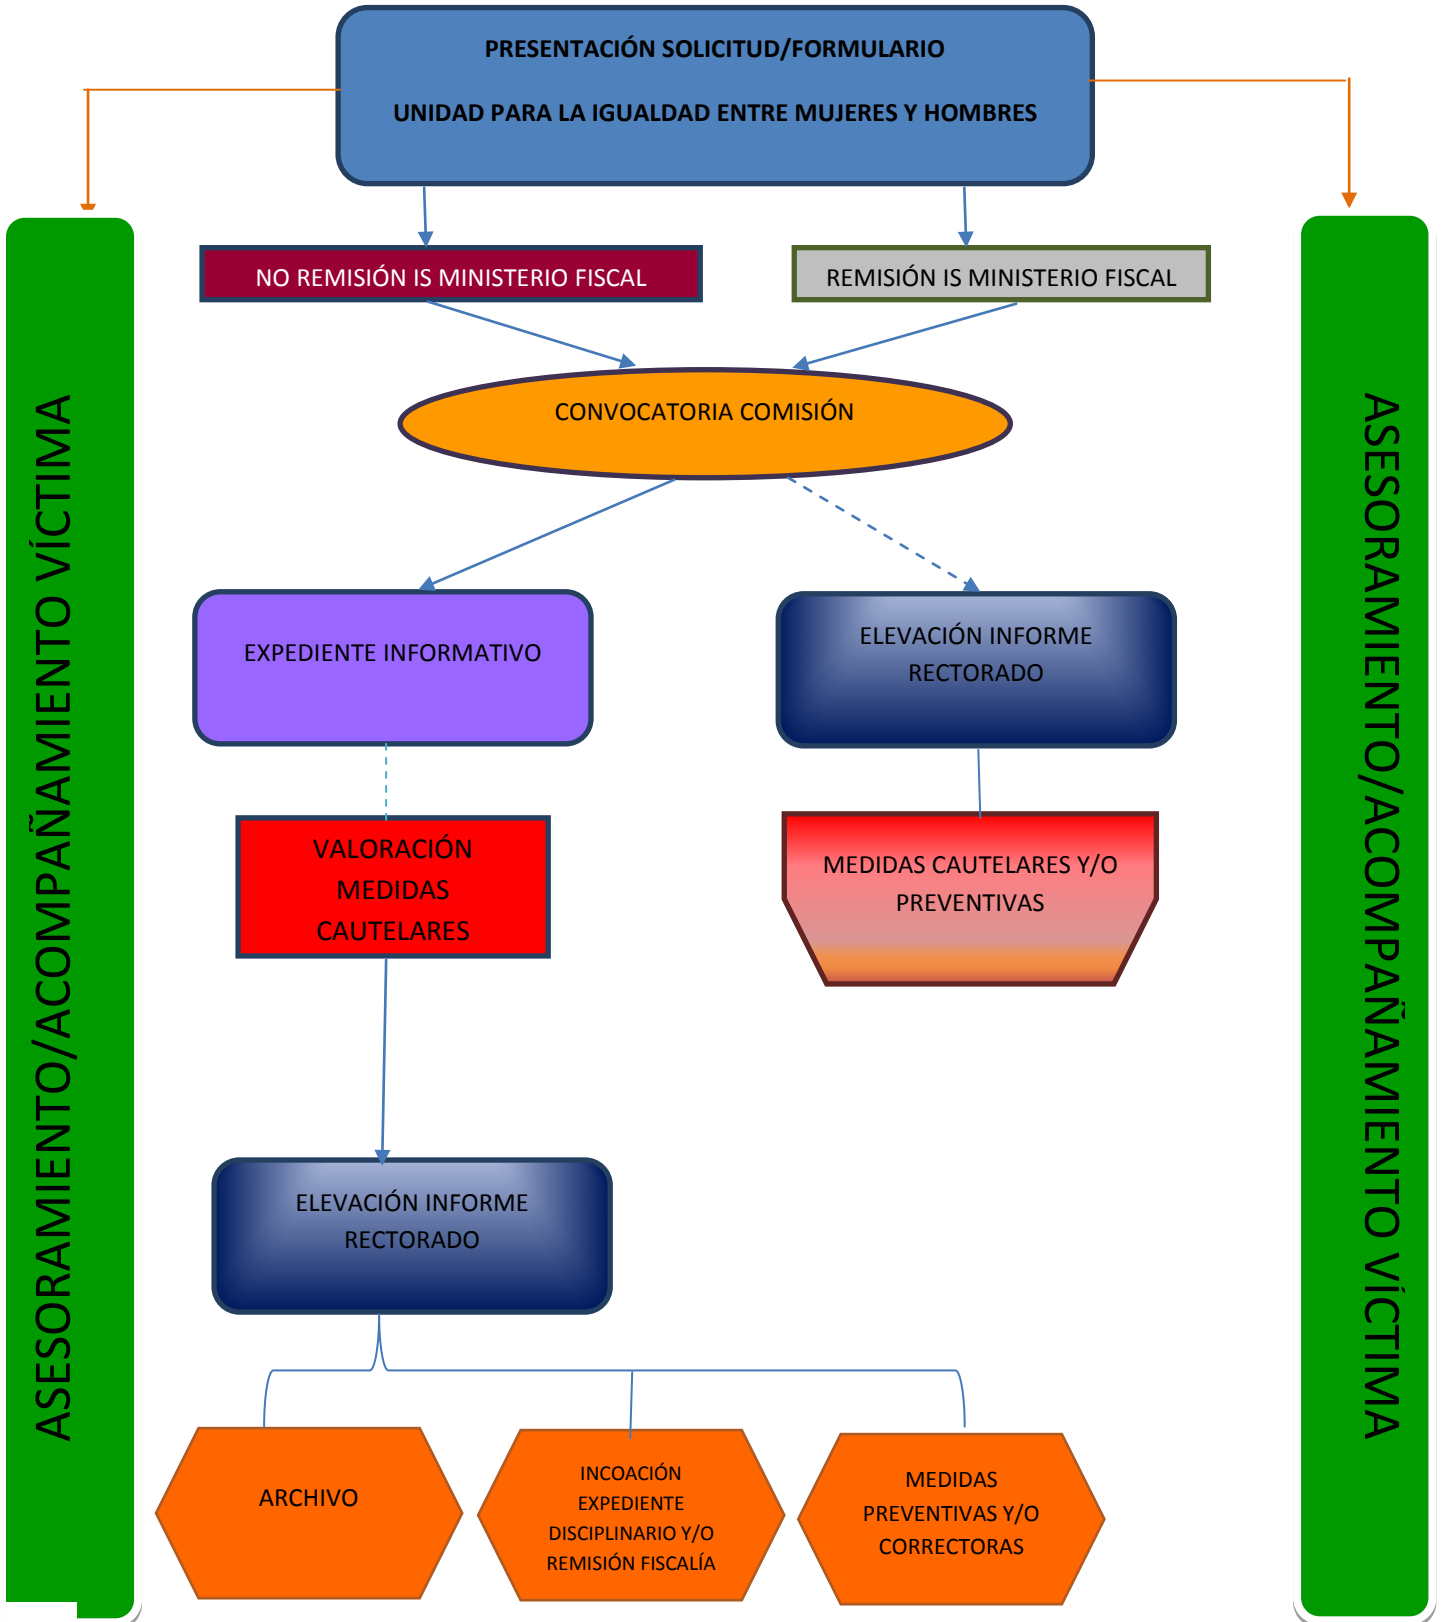 PRESENTACIÓN SOLICITUD/FORMULARIO
UNIDAD PARA LA IGUALDAD ENTRE MUJERES Y HOMBRES
NO REMISIÓN IS MINISTERIO FISCAL
REMISIÓN IS MINISTERIO FISCAL
CONVOCATORIA COMISIÓN
ASESORAMIENTO/ACOMPAÑAMIENTO VÍCTIMA
ASESORAMIENTO/ACOMPAÑAMIENTO VÍCTIMA
EXPEDIENTE INFORMATIVO
ELEVACIÓN INFORME
RECTORADO
VALORACIÓN
MEDIDAS
CAUTELARES
MEDIDAS CAUTELARES Y/O
PREVENTIVAS
ELEVACIÓN INFORME
RECTORADO
ARCHIVO
INCOACIÓN
EXPEDIENTE
DISCIPLINARIO Y/O
REMISIÓN FISCALÍA
MEDIDAS
PREVENTIVAS Y/O
CORRECTORAS